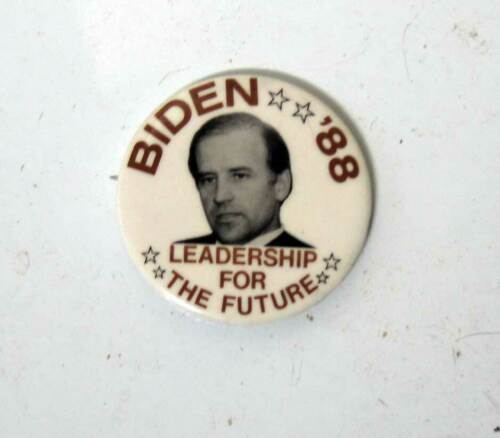 BIDEN '88
LEADERSHIP
FOR
THE FUTURE